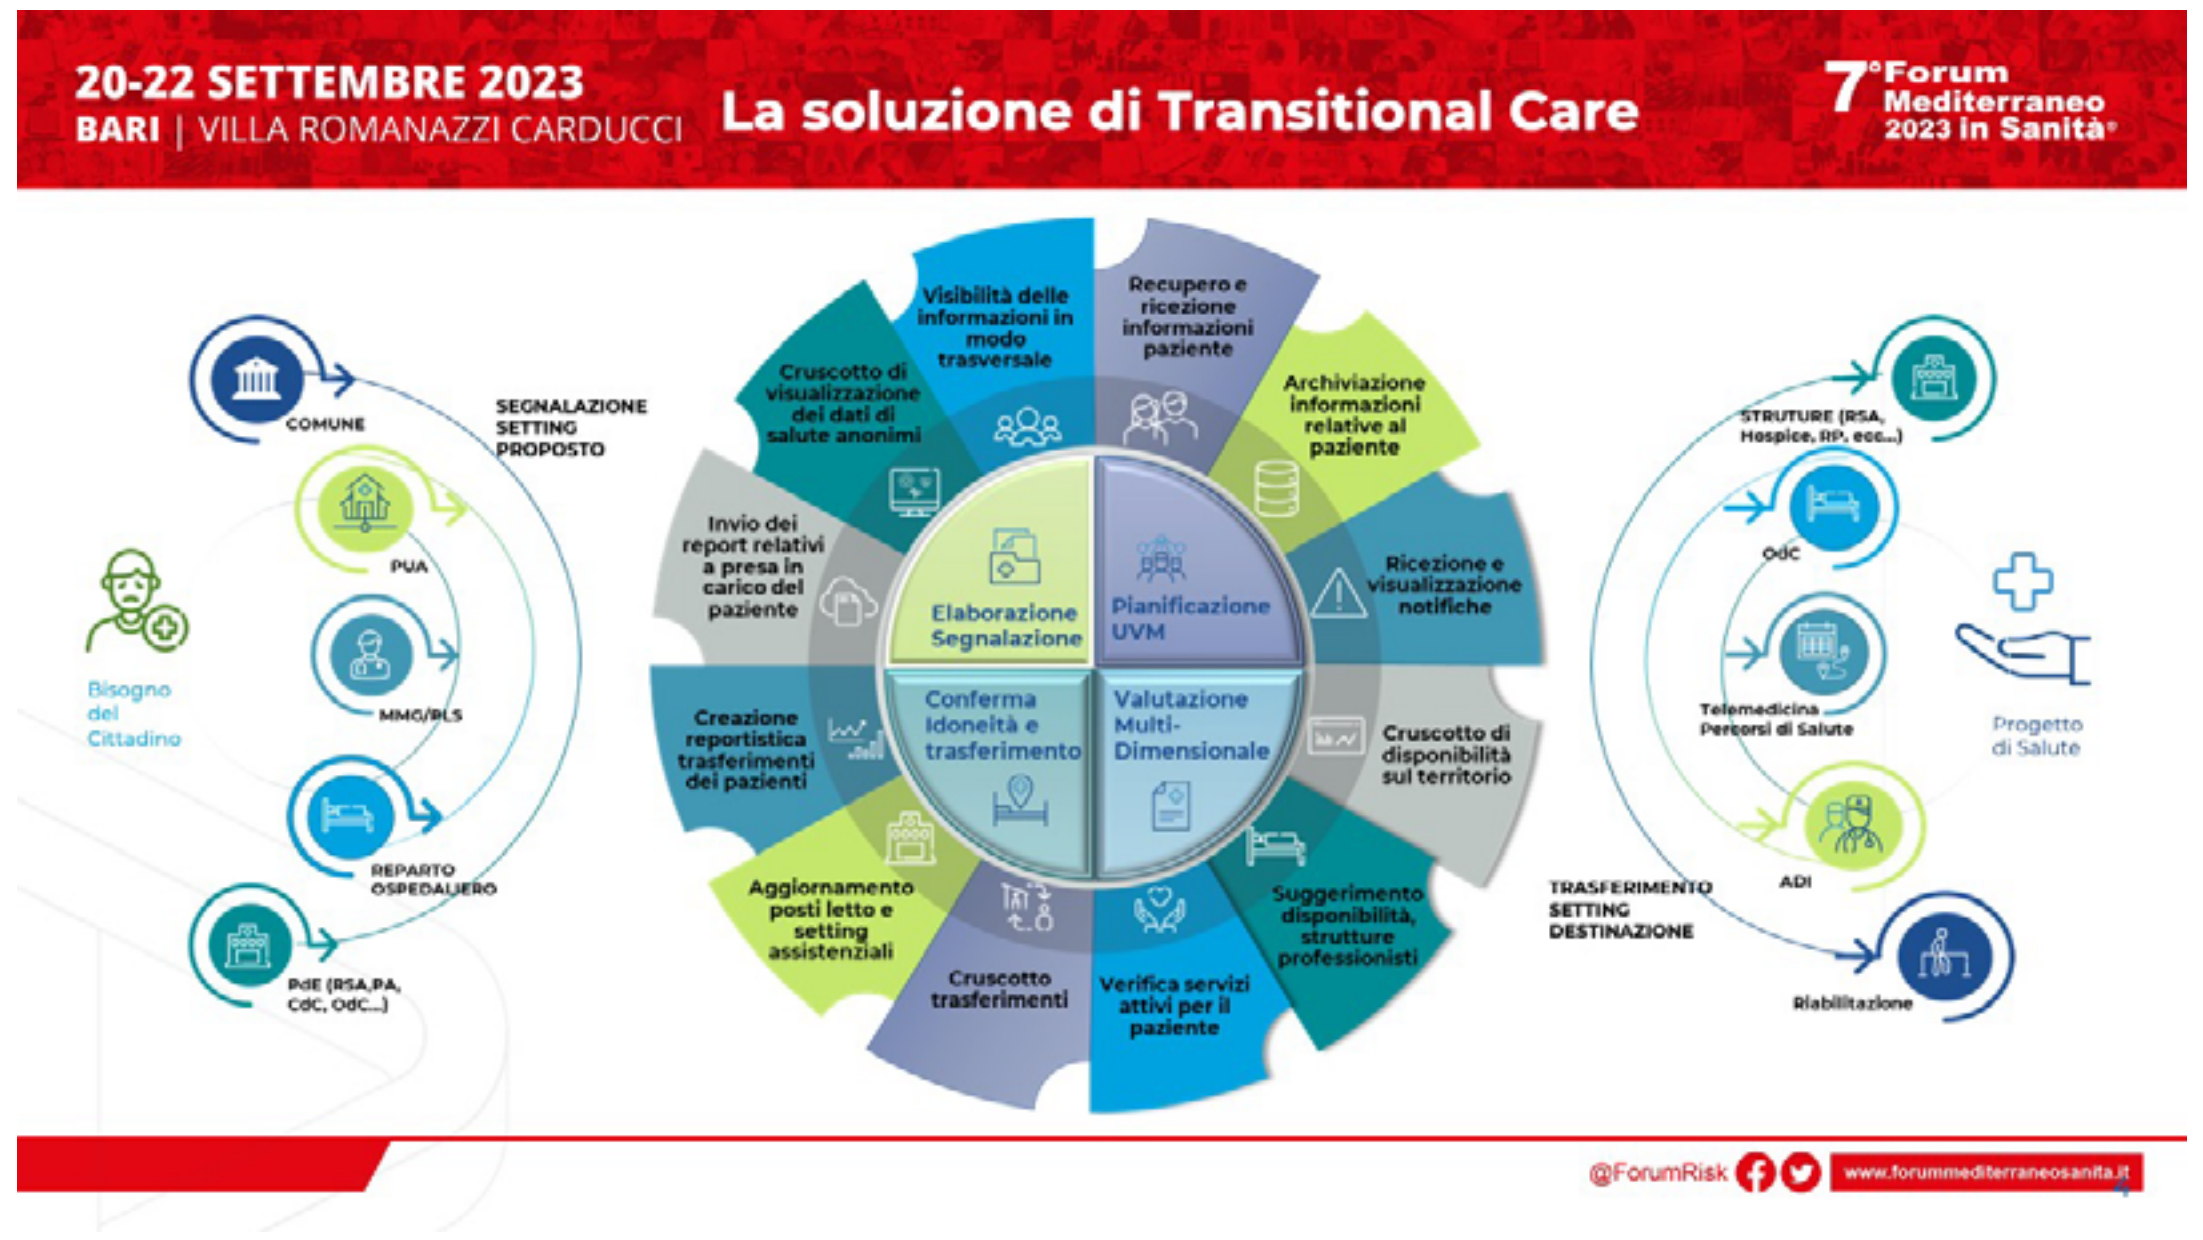 20-22 SETTEMBRE 2023
BARI | VILLA ROMANAZZI CARDUCCI
La soluzione di Transitional Care
7° Forum
Mediterraneo
2023 in Sanità
Bisogno
del
Cittadino
COMUNE
PUA
MMG/PLS
REPARTO
OSPEDALIERO
PdE (RSA,PA,
CdC, OdC...)
SEGNALAZIONE
SETTING
PROPOSTO
Visibilità delle
informazioni in
modo
trasversale
Recupero e
ricezione
informazioni
paziente
Archiviazione
informazioni
relative al
paziente
Ricezione e
visualizzazione
notifiche
Cruscotto di
disponibilità
sul territorio
Suggerimento
disponibilità,
strutture
professionisti
Verifica servizi
attivi per il
paziente
Cruscotto
trasferimenti
Aggiornamento
posti letto e
setting
assistenziali
Creazione
reportistica
trasferimenti
dei pazienti
Invio dei
report relativi
a presa in
carico del
paziente
Cruscotto di
visualizzazione
dei dati di
salute anonimi
Elaborazione
Segnalazione
Pianificazione
UVM
Conferma
Idoneità e
trasferimento
Valutazione
Multi-
Dimensionale
STRUTURE (RSA,
Hospice, RP, ecc...)
OdC
Telemedicina
Percorsi di Salute
ADI
Riabilitazione
TRASFERIMENTO
SETTING
DESTINAZIONE
Progetto
di Salute
@ForumRisk
www.forummediterraneosanita.it
4